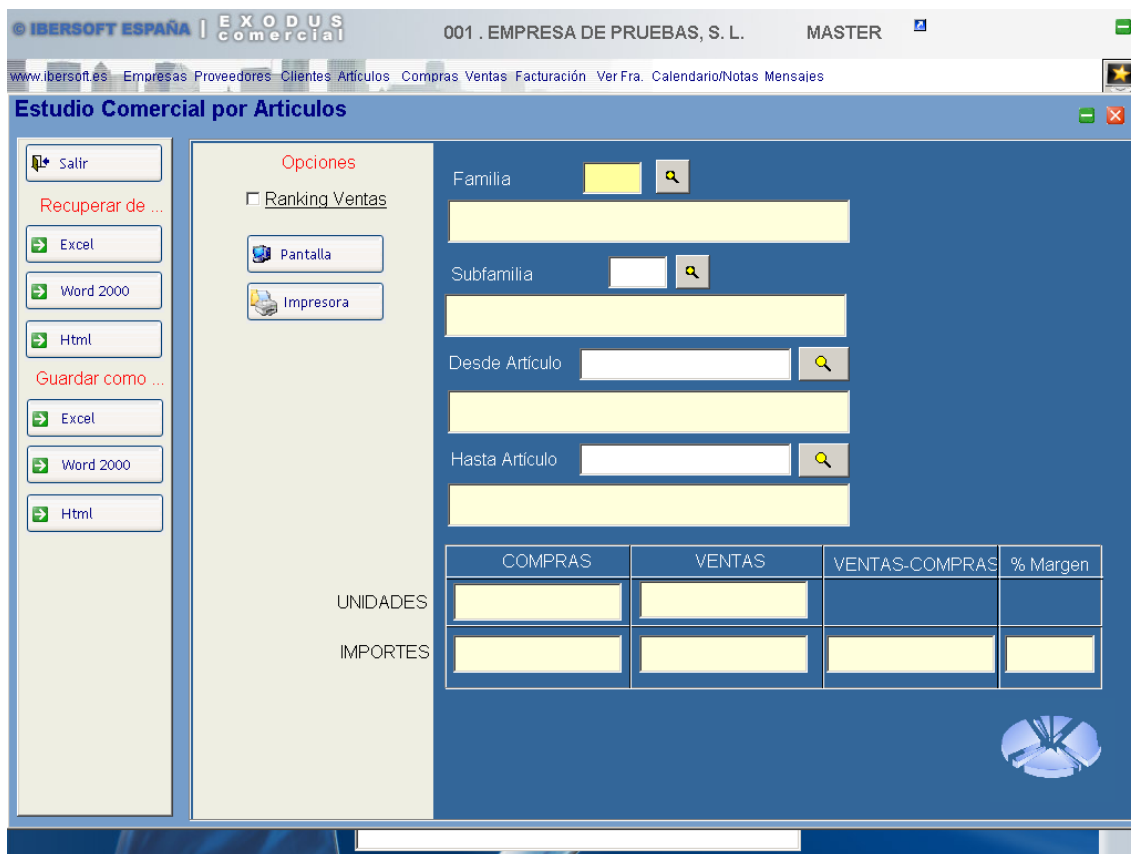 © IBERSOFT ESPAÑA | EXODUS comercial 001 . EMPRESA DE PRUEBAS, S. L. MASTER
www.ibersoft.es Empresas Proveedores Clientes Artículos Compras Ventas Facturación Ver Fra. Calendario/Notas Mensajes
Estudio Comercial por Articulos
Salir
Recuperar de ...
Excel
Word 2000
Html
Guardar como ...
Excel
Word 2000
Html
Opciones
Ranking Ventas
Pantalla
Impresora
Familia
Subfamilia
Desde Artículo
Hasta Artículo
COMPRAS VENTAS VENTAS-COMPRAS % Margen
UNIDADES
IMPORTES